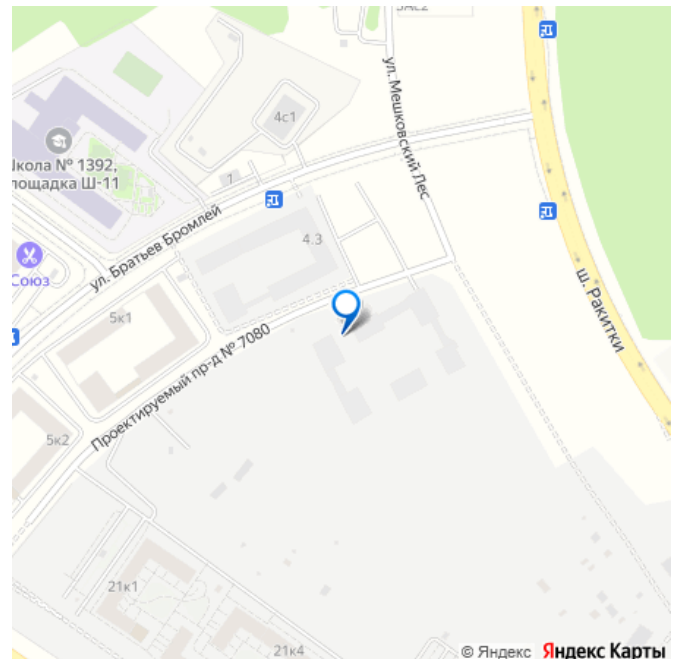 5Ac2
ул. Мешковский Лес
4с1
Школа № 1392,
площадка Ш-11
1
ул. Братьев Бромлей
4.3
Союз
ш. Ракитки
5к1
Проектируемый пр-д № 7080
5к2
21к1
21к4
© Яндекс Яндекс Карты